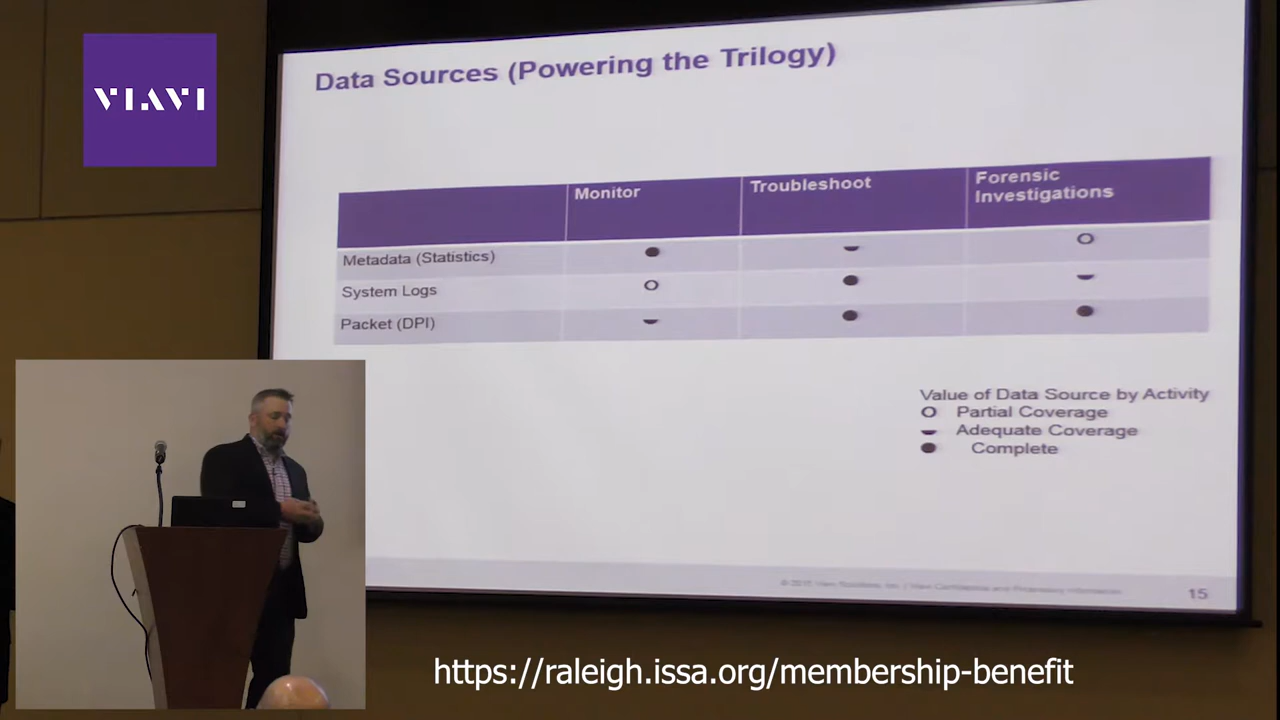 VIAVI
Data Sources (Powering the Trilogy)
Monitor
Troubleshoot
Forensic
Investigations
Metadata (Statistics)
System Logs
Packet (DPI)
Value of Data Source by Activity
Partial Coverage
Adequate Coverage
Complete
15
https://raleigh.issa.org/membership-benefit